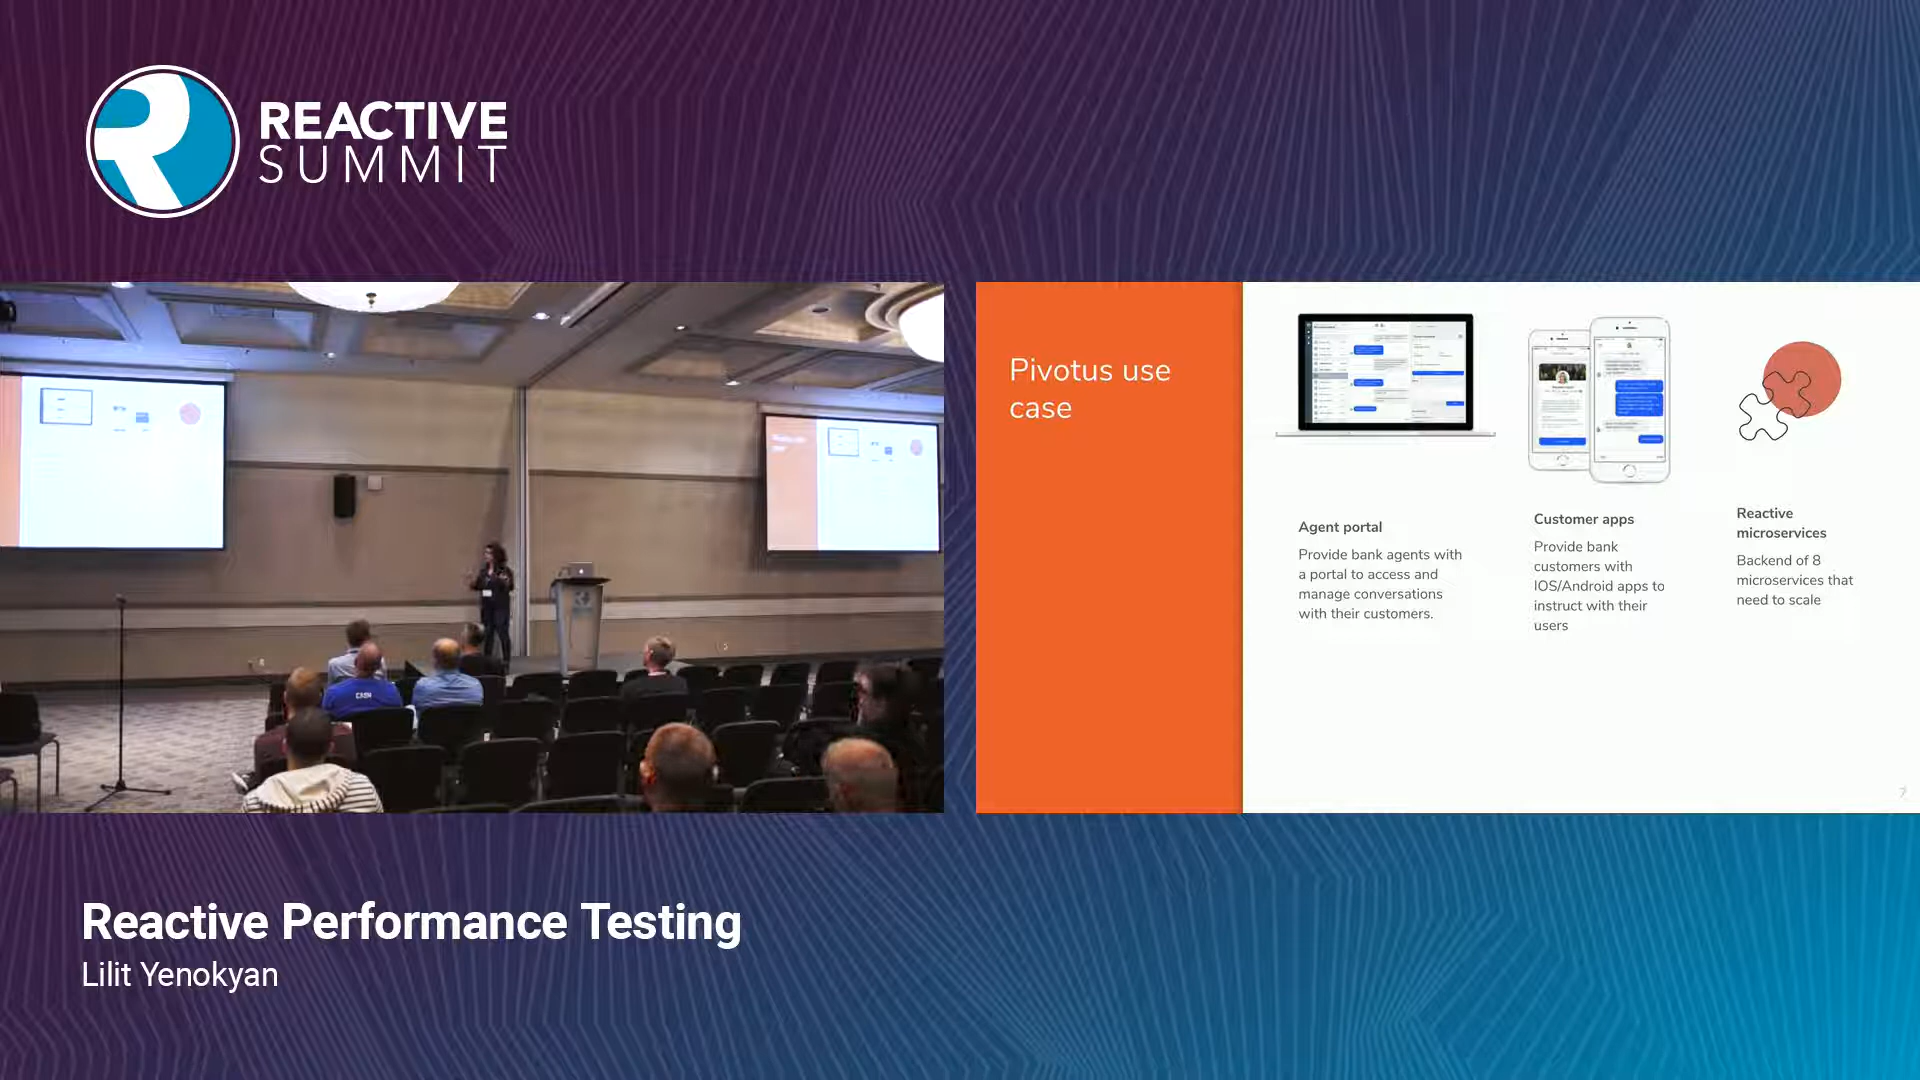 REACTIVE
SUMMIT
Pivotus use
case
Agent portal
Provide bank agents with
a portal to access and
manage conversations
with their customers.
Customer apps
Provide bank
customers with
IOS/Android apps to
instruct with their
users
Reactive
microservices
Backend of 8
microservices that
need to scale
7
Reactive Performance Testing
Lilit Yenokyan